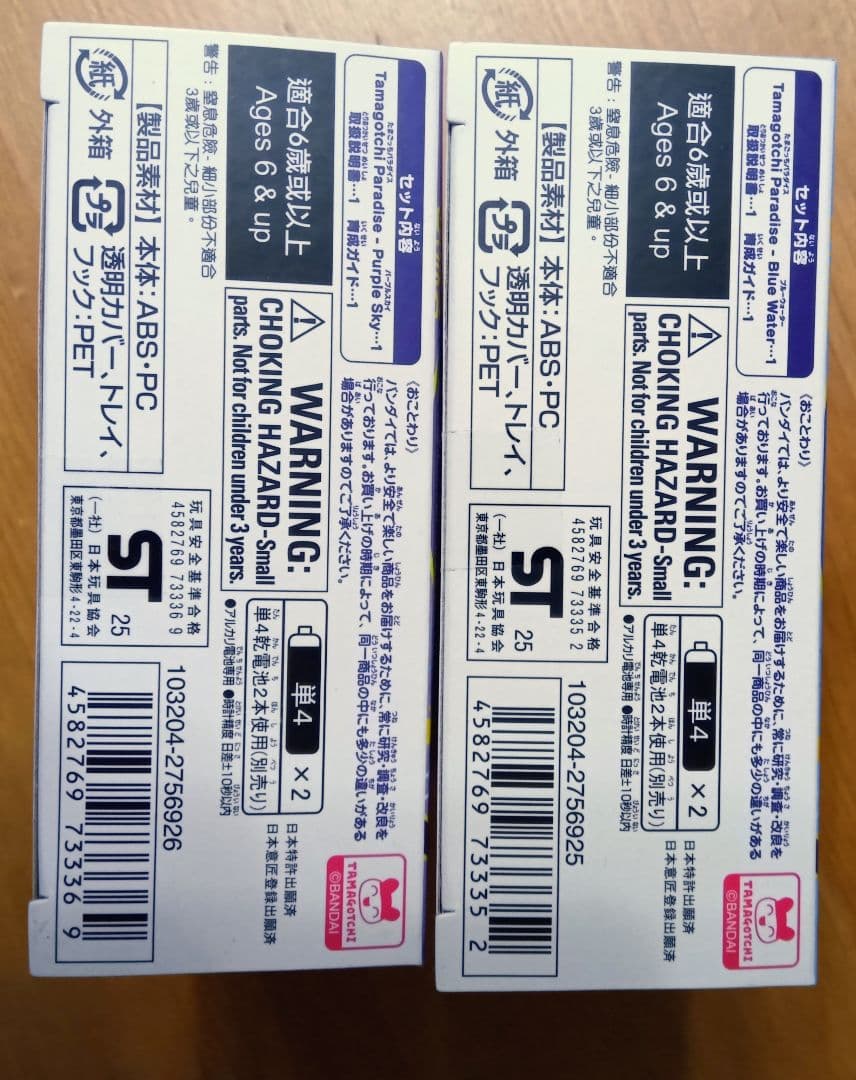 セット内容
Tamagotchi Paradise - Purple Sky…1
取扱説明書…1 育成ガイド…1
適合6歳或以上
Ages 6 & up
警告：窒息危險- 細小部份不適合
3歲或以下之兒童。
WARNING:
CHOKING HAZARD-Small
parts. Not for children under 3 years.
紙 外箱
【製品素材】本体：ABS・PC
プラ 透明カバー、トレイ、
フック：PET
〈おことわり〉
バンダイでは、より安全で楽しい商品をお届けするために、常に研究・調査・改良を
行っております。お買い上げの時期によって、同一商品の中にも多少の違いがある
場合がありますのでご了承ください。
単4 ×2
単4乾電池2本使用(別売り)
●アルカリ電池専用 ●時計精度 日差±10秒以内
玩具安全基準合格
4582769 73336 9
ST 25
(一社) 日本玩具協会
東京都墨田区東駒形4-22-4
日本特許出願済
日本意匠登録出願済
TAMAGOTCHI
©BANDAI
103204-2756926
4 582769 733369
セット内容
Tamagotchi Paradise - Blue Water…1
取扱説明書…1 育成ガイド…1
適合6歳或以上
Ages 6 & up
警告：窒息危險- 細小部份不適合
3歲或以下之兒童。
WARNING:
CHOKING HAZARD-Small
parts. Not for children under 3 years.
紙 外箱
【製品素材】本体：ABS・PC
プラ 透明カバー、トレイ、
フック：PET
〈おことわり〉
バンダイでは、より安全で楽しい商品をお届けするために、常に研究・調査・改良を
行っております。お買い上げの時期によって、同一商品の中にも多少の違いがある
場合がありますのでご了承ください。
単4 ×2
単4乾電池2本使用(別売り)
●アルカリ電池専用 ●時計精度 日差±10秒以内
玩具安全基準合格
4582769 73335 2
ST 25
(一社) 日本玩具協会
東京都墨田区東駒形4-22-4
日本特許出願済
日本意匠登録出願済
TAMAGOTCHI
©BANDAI
103204-2756925
4 582769 733352